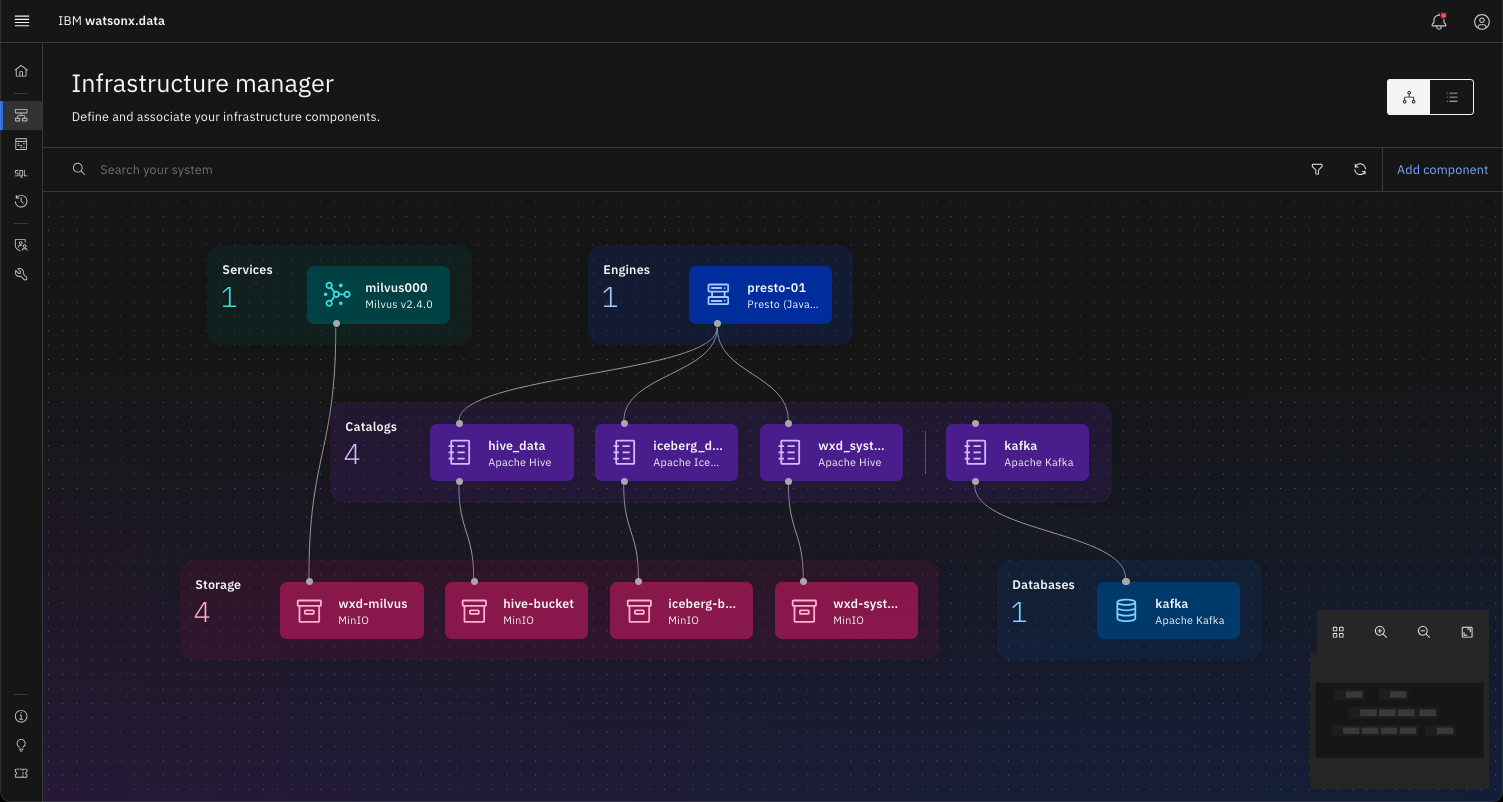 IBM watsonx.data
Infrastructure manager
Define and associate your infrastructure components.
Search your system
Add component
SQL
Services
1
milvus000
Milvus v2.4.0
Engines
1
presto-01
Presto (Java...
Catalogs
4
hive_data
Apache Hive
iceberg_d...
Apache Ice...
wxd_syst...
Apache Hive
kafka
Apache Kafka
Storage
4
wxd-milvus
MinIO
hive-bucket
MinIO
iceberg-b...
MinIO
wxd-syst...
MinIO
Databases
1
kafka
Apache Kafka